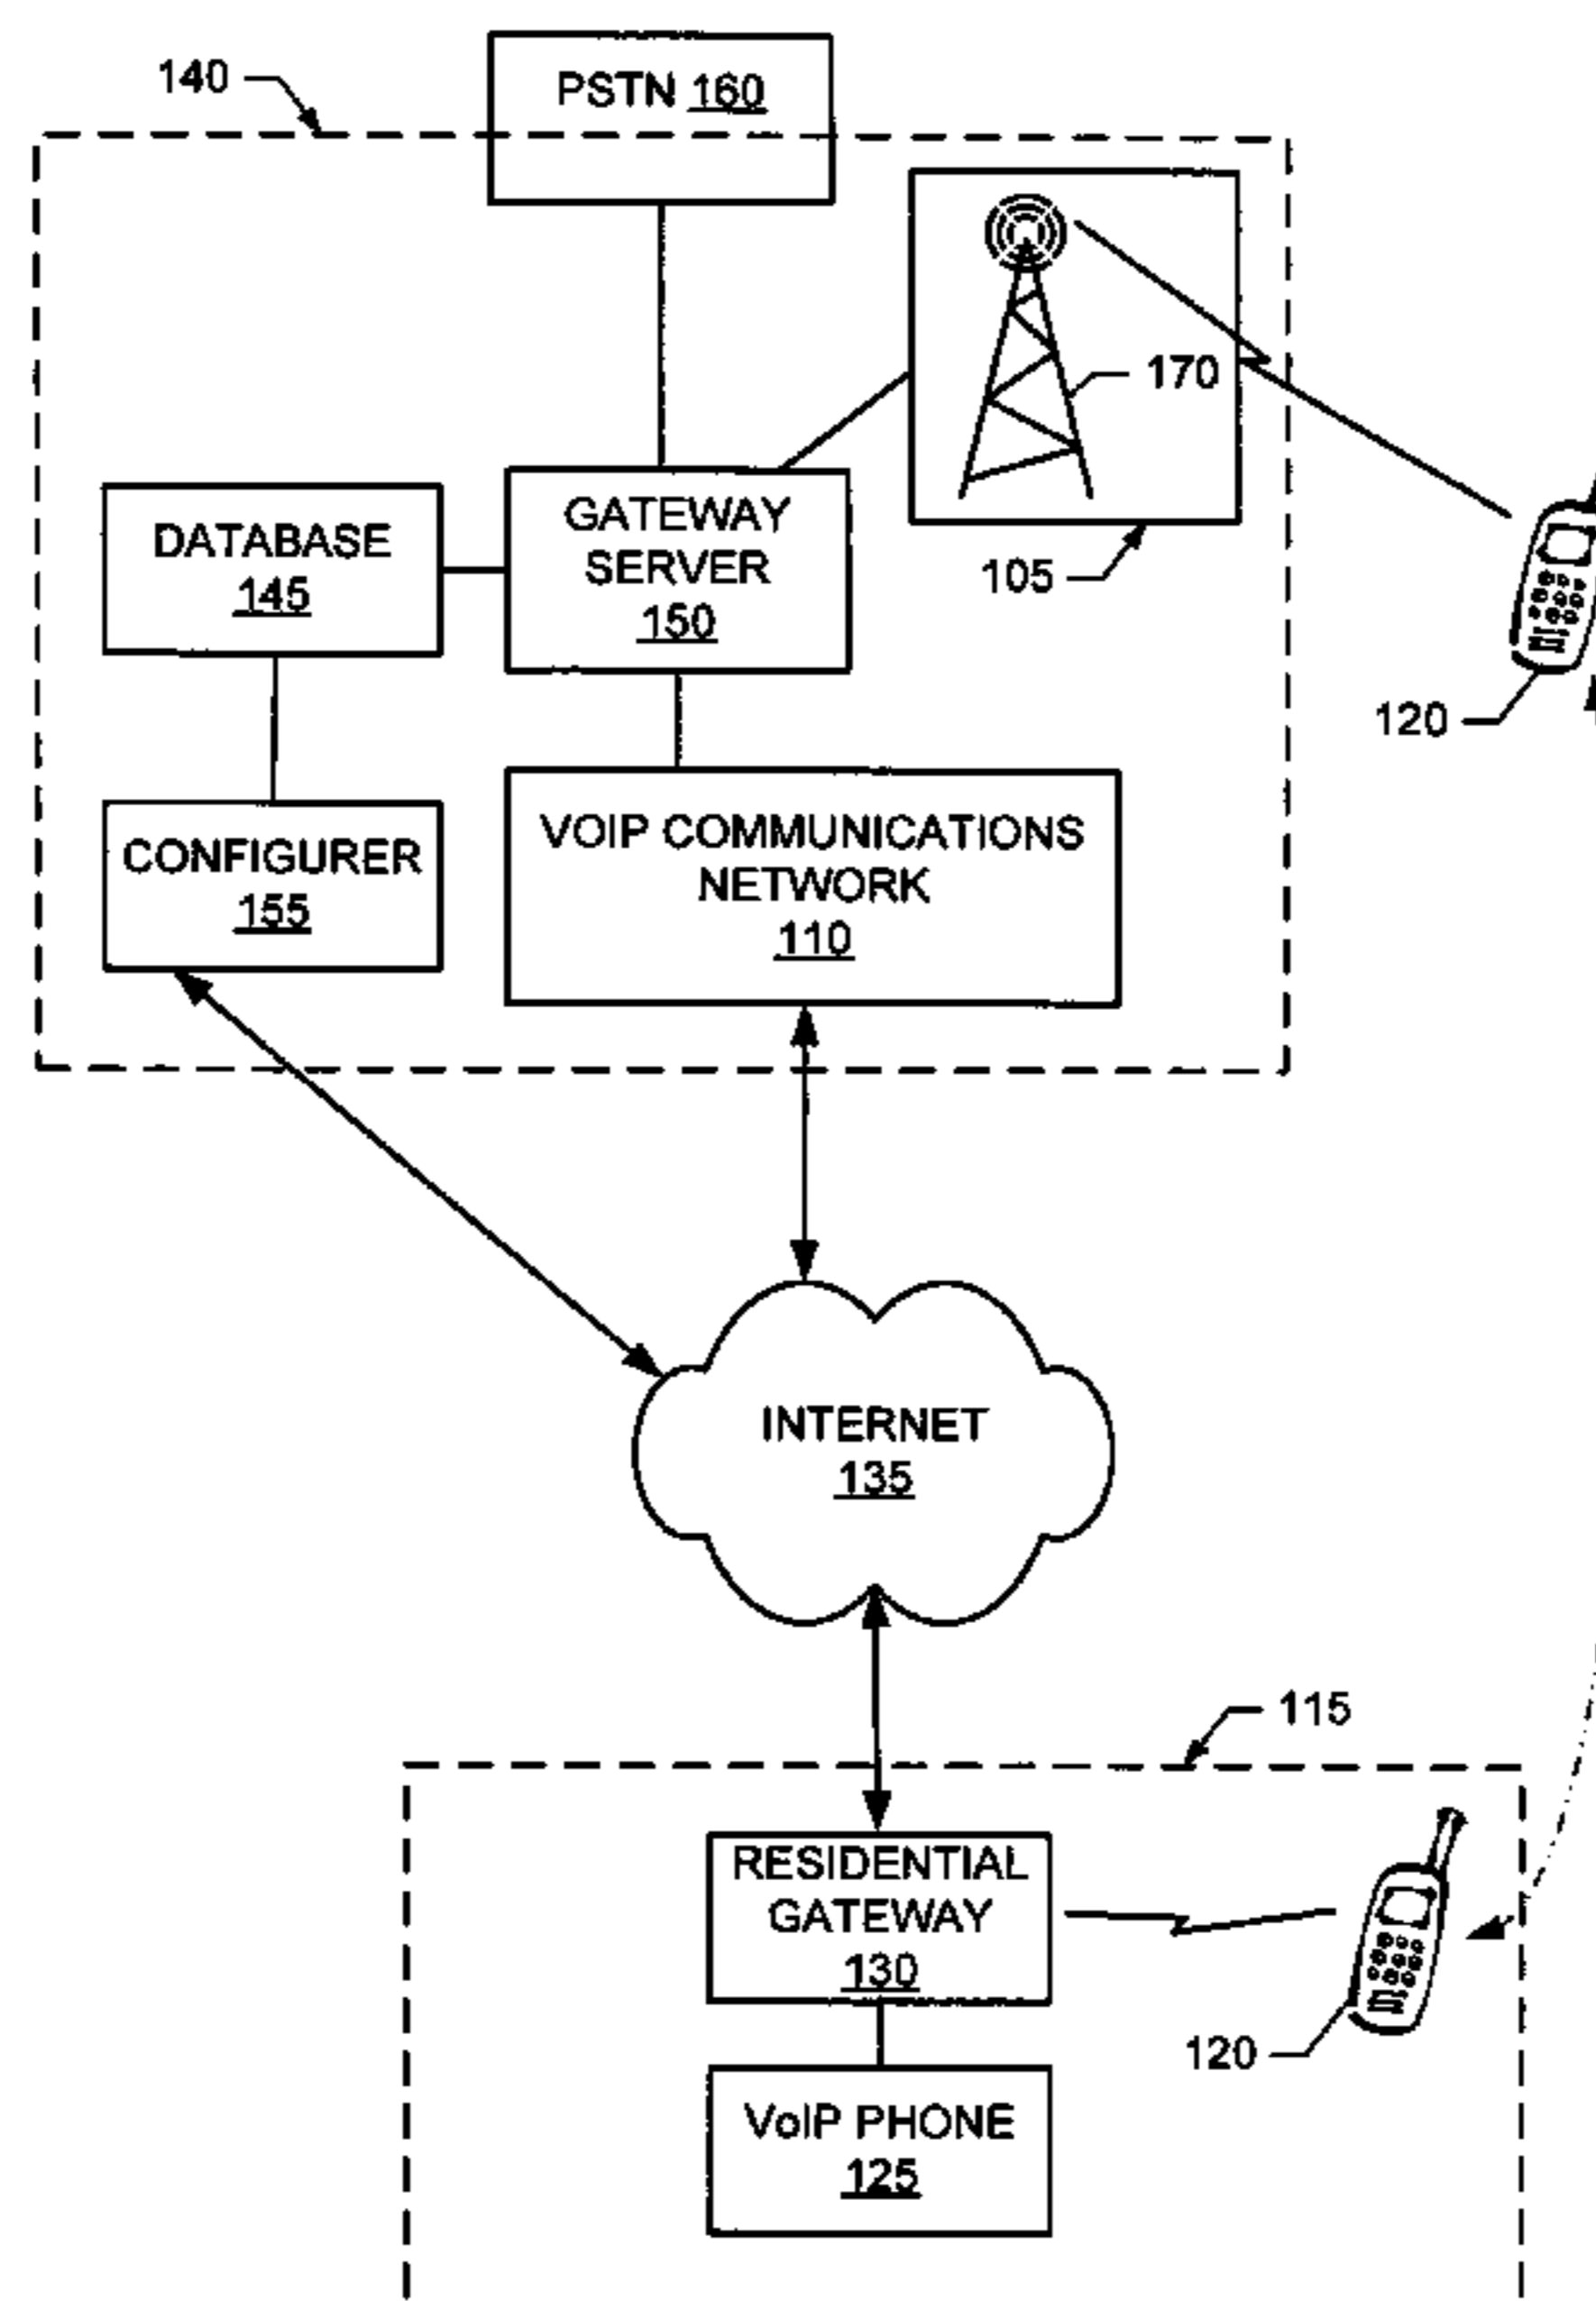 140
PSTN 160
170
GATEWAY
SERVER
150
DATABASE
145
105
120
CONFIGURER
155
VOIP COMMUNICATIONS
NETWORK
110
INTERNET
135
115
RESIDENTIAL
GATEWAY
130
120
VoIP PHONE
125